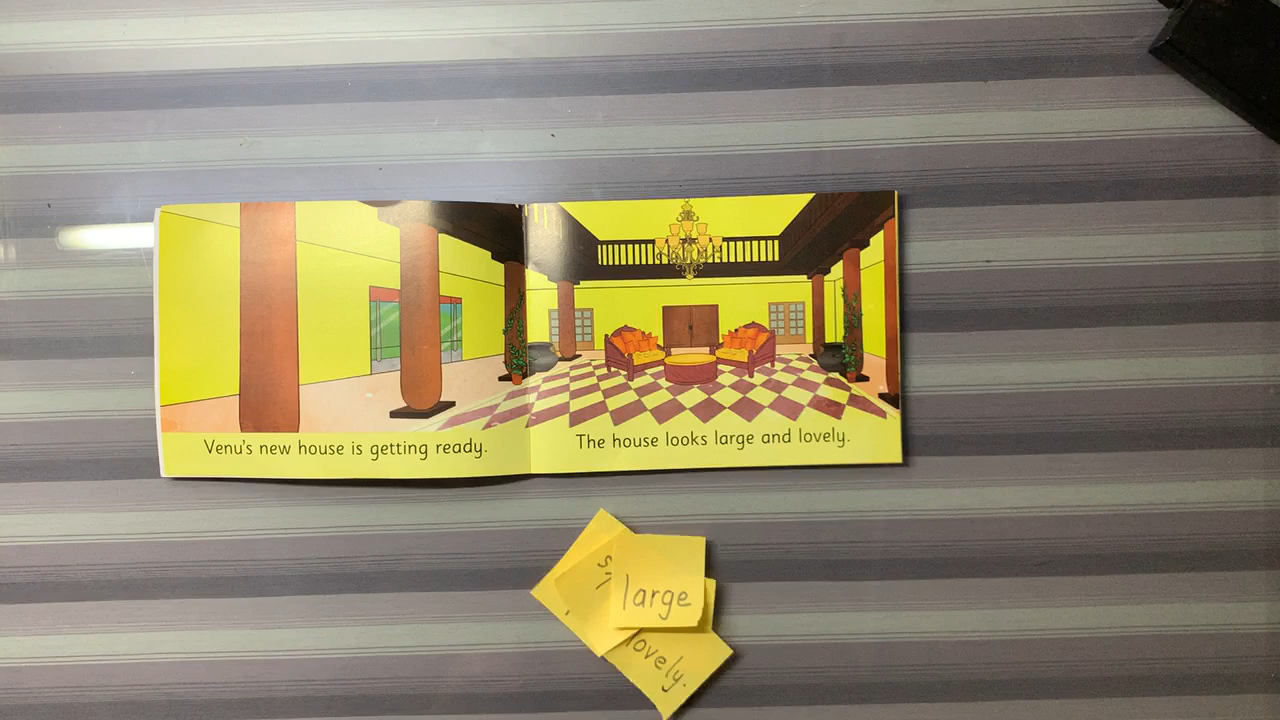 Venu's new house is getting ready.
The house looks large and lovely.
large
lovely.